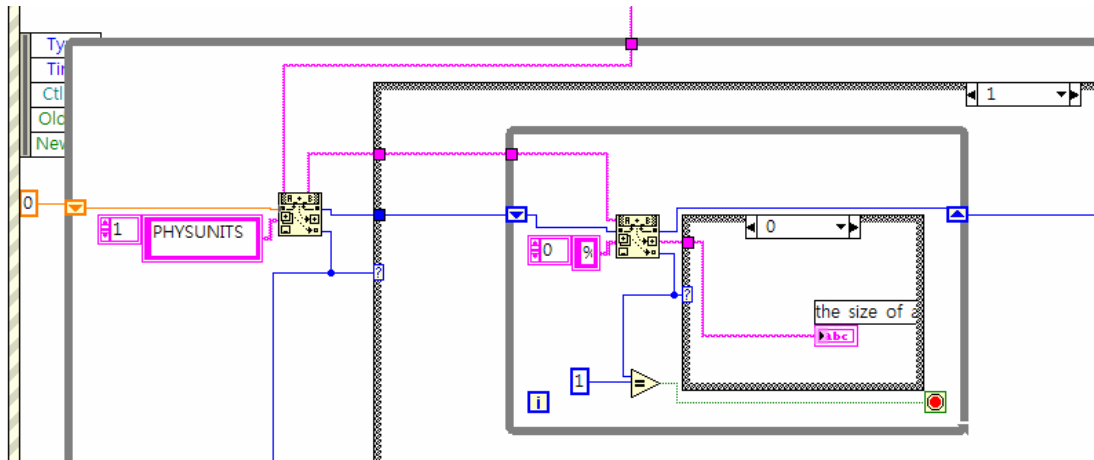 Ty
Tir
Ctl
Old
New
1
0
1
PHYSUNITS
A + B
?
0
%
A + B
0
?
the size of a
abc
1
=
i